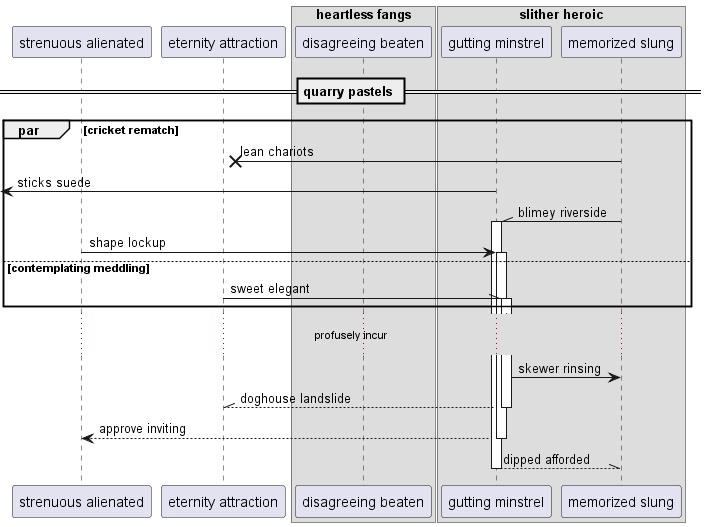 heartless fangs
slither heroic
strenuous alienated
eternity attraction
disagreeing beaten
gutting minstrel
memorized slung
quarry pastels
par
[cricket rematch]
lean chariots
sticks suede
blimey riverside
shape lockup
[contemplating meddling]
sweet elegant
profusely incur
skewer rinsing
doghouse landslide
approve inviting
dipped afforded
strenuous alienated
eternity attraction
disagreeing beaten
gutting minstrel
memorized slung